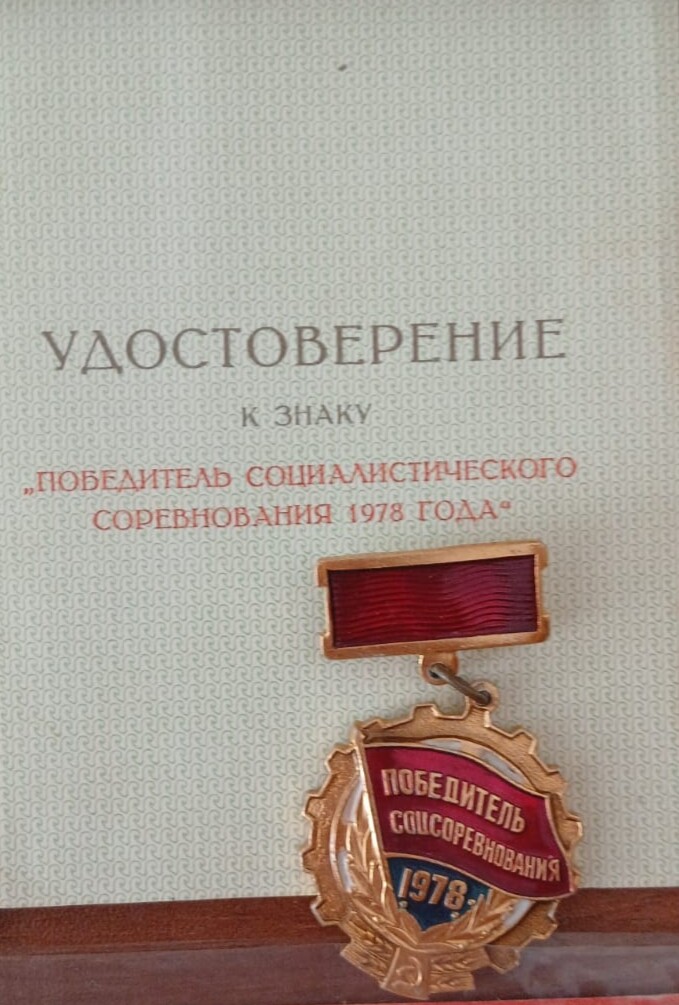 УДОСТОВЕРЕНИЕ
К ЗНАКУ
„ПОБЕДИТЕЛЬ СОЦИАЛИСТИЧЕСКОГО
СОРЕВНОВАНИЯ 1978 ГОДА“
ПОБЕДИТЕЛЬ
СОЦСОРЕВНОВАНИЯ
1978